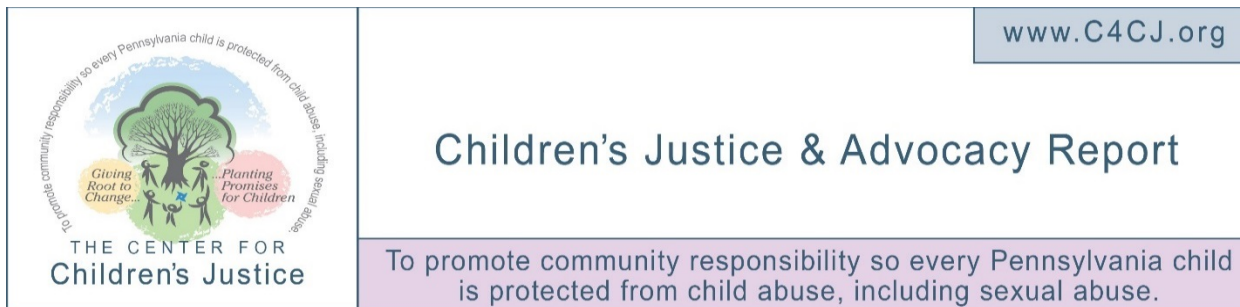 To promote community responsibility so every Pennsylvania child is protected from child abuse, including sexual abuse.
Giving
Root to
Change...
...Planting
Promises
for Children
THE CENTER FOR
Children's Justice
www.C4CJ.org
Children's Justice & Advocacy Report
To promote community responsibility so every Pennsylvania child
is protected from child abuse, including sexual abuse.